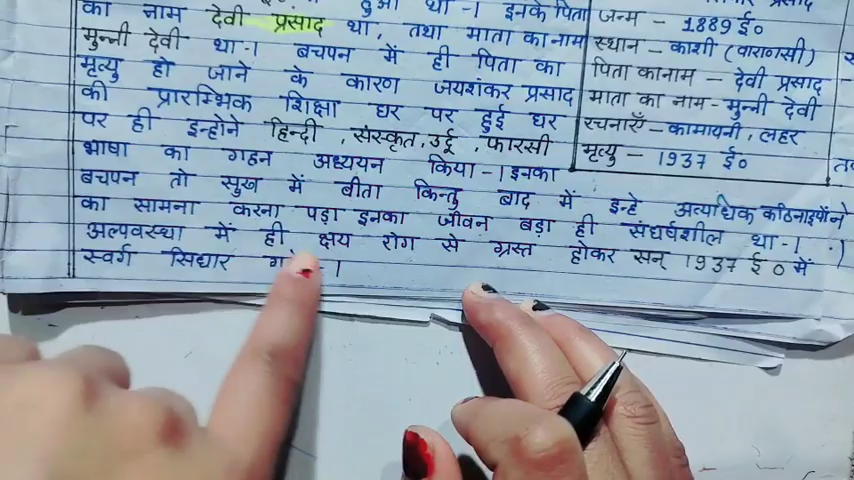 का नाम देवी प्रसाद था, तथा माता का नाम
मुन्नी देवी था-। बचपन में ही पिता का
मृत्यु हो जाने के कारण जयशंकर प्रसाद
की प्रारम्भिक शिक्षा घर पर हुई घर
पर ही इन्होने हिन्दी, संस्कृत, उर्दू, फारसी
भाषा का गहन अध्ययन किया-। इनका
बचपन तो सुख में बीता किन्तु बाद में इन्हे अत्याधिक कठिनाइयोंने
का सामना करना पड़ा इनका जीवन बड़ा ही संघर्षशील था-।
अल्पवस्था में ही क्षय रोग से ग्रस्त होकर सन् 1937 ई० में
स्वर्ग सिधार
जन्म - 1889 ई०
स्थान - काशी (वाराणसी)
पिता का नाम - देवी प्रसाद
माता का नाम - मुन्नी देवी
रचनाएँ - कामायनी, लहर
मृत्यु - 1937 ई०